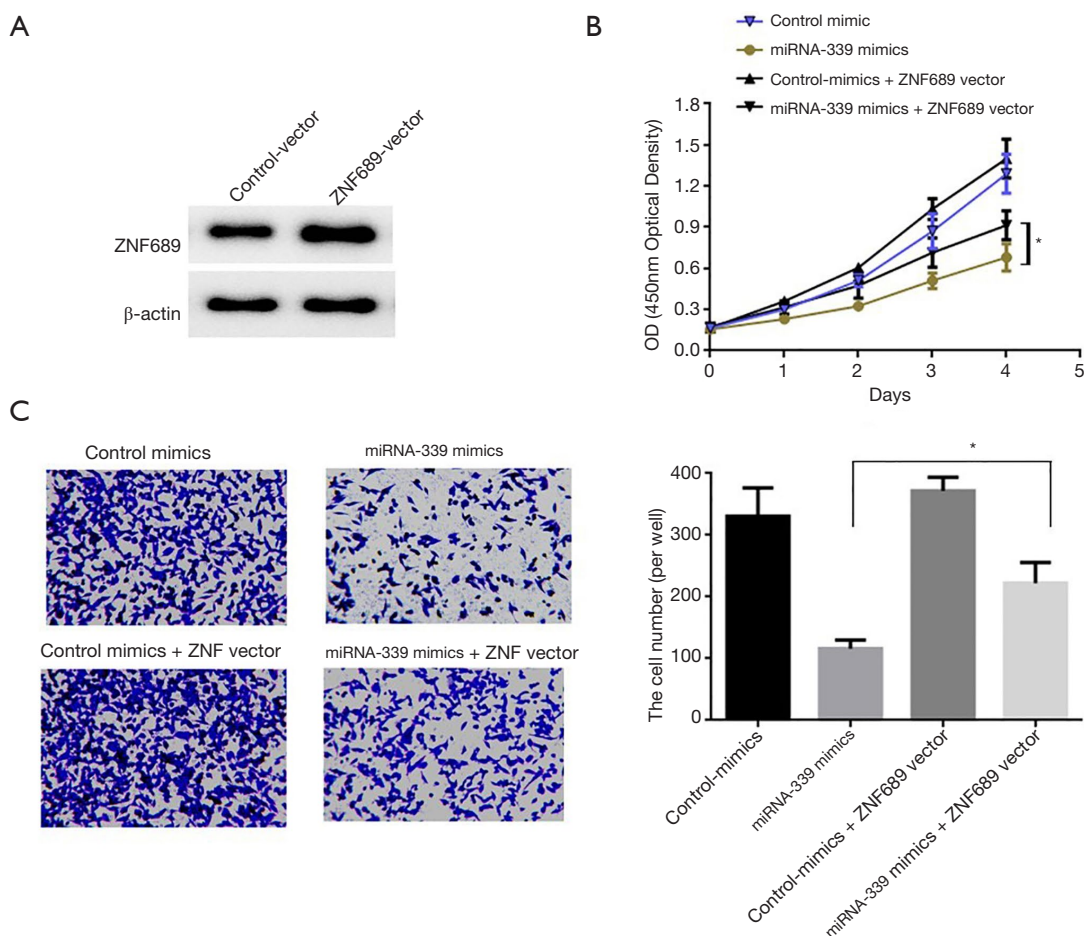 A
Control-vector
ZNF689-vector
ZNF689
β-actin
B
Control mimic
miRNA-339 mimics
Control-mimics + ZNF689 vector
miRNA-339 mimics + ZNF689 vector
OD (450nm Optical Density)
1.8
1.5
1.2
0.9
0.6
0.3
0.0
*
0 1 2 3 4 5
Days
C
Control mimics
miRNA-339 mimics
Control mimics + ZNF vector
miRNA-339 mimics + ZNF vector
*
The cell number (per well)
400
300
200
100
0
Control-mimics
miRNA-339 mimics
Control-mimics + ZNF689 vector
miRNA-339 mimics + ZNF689 vector